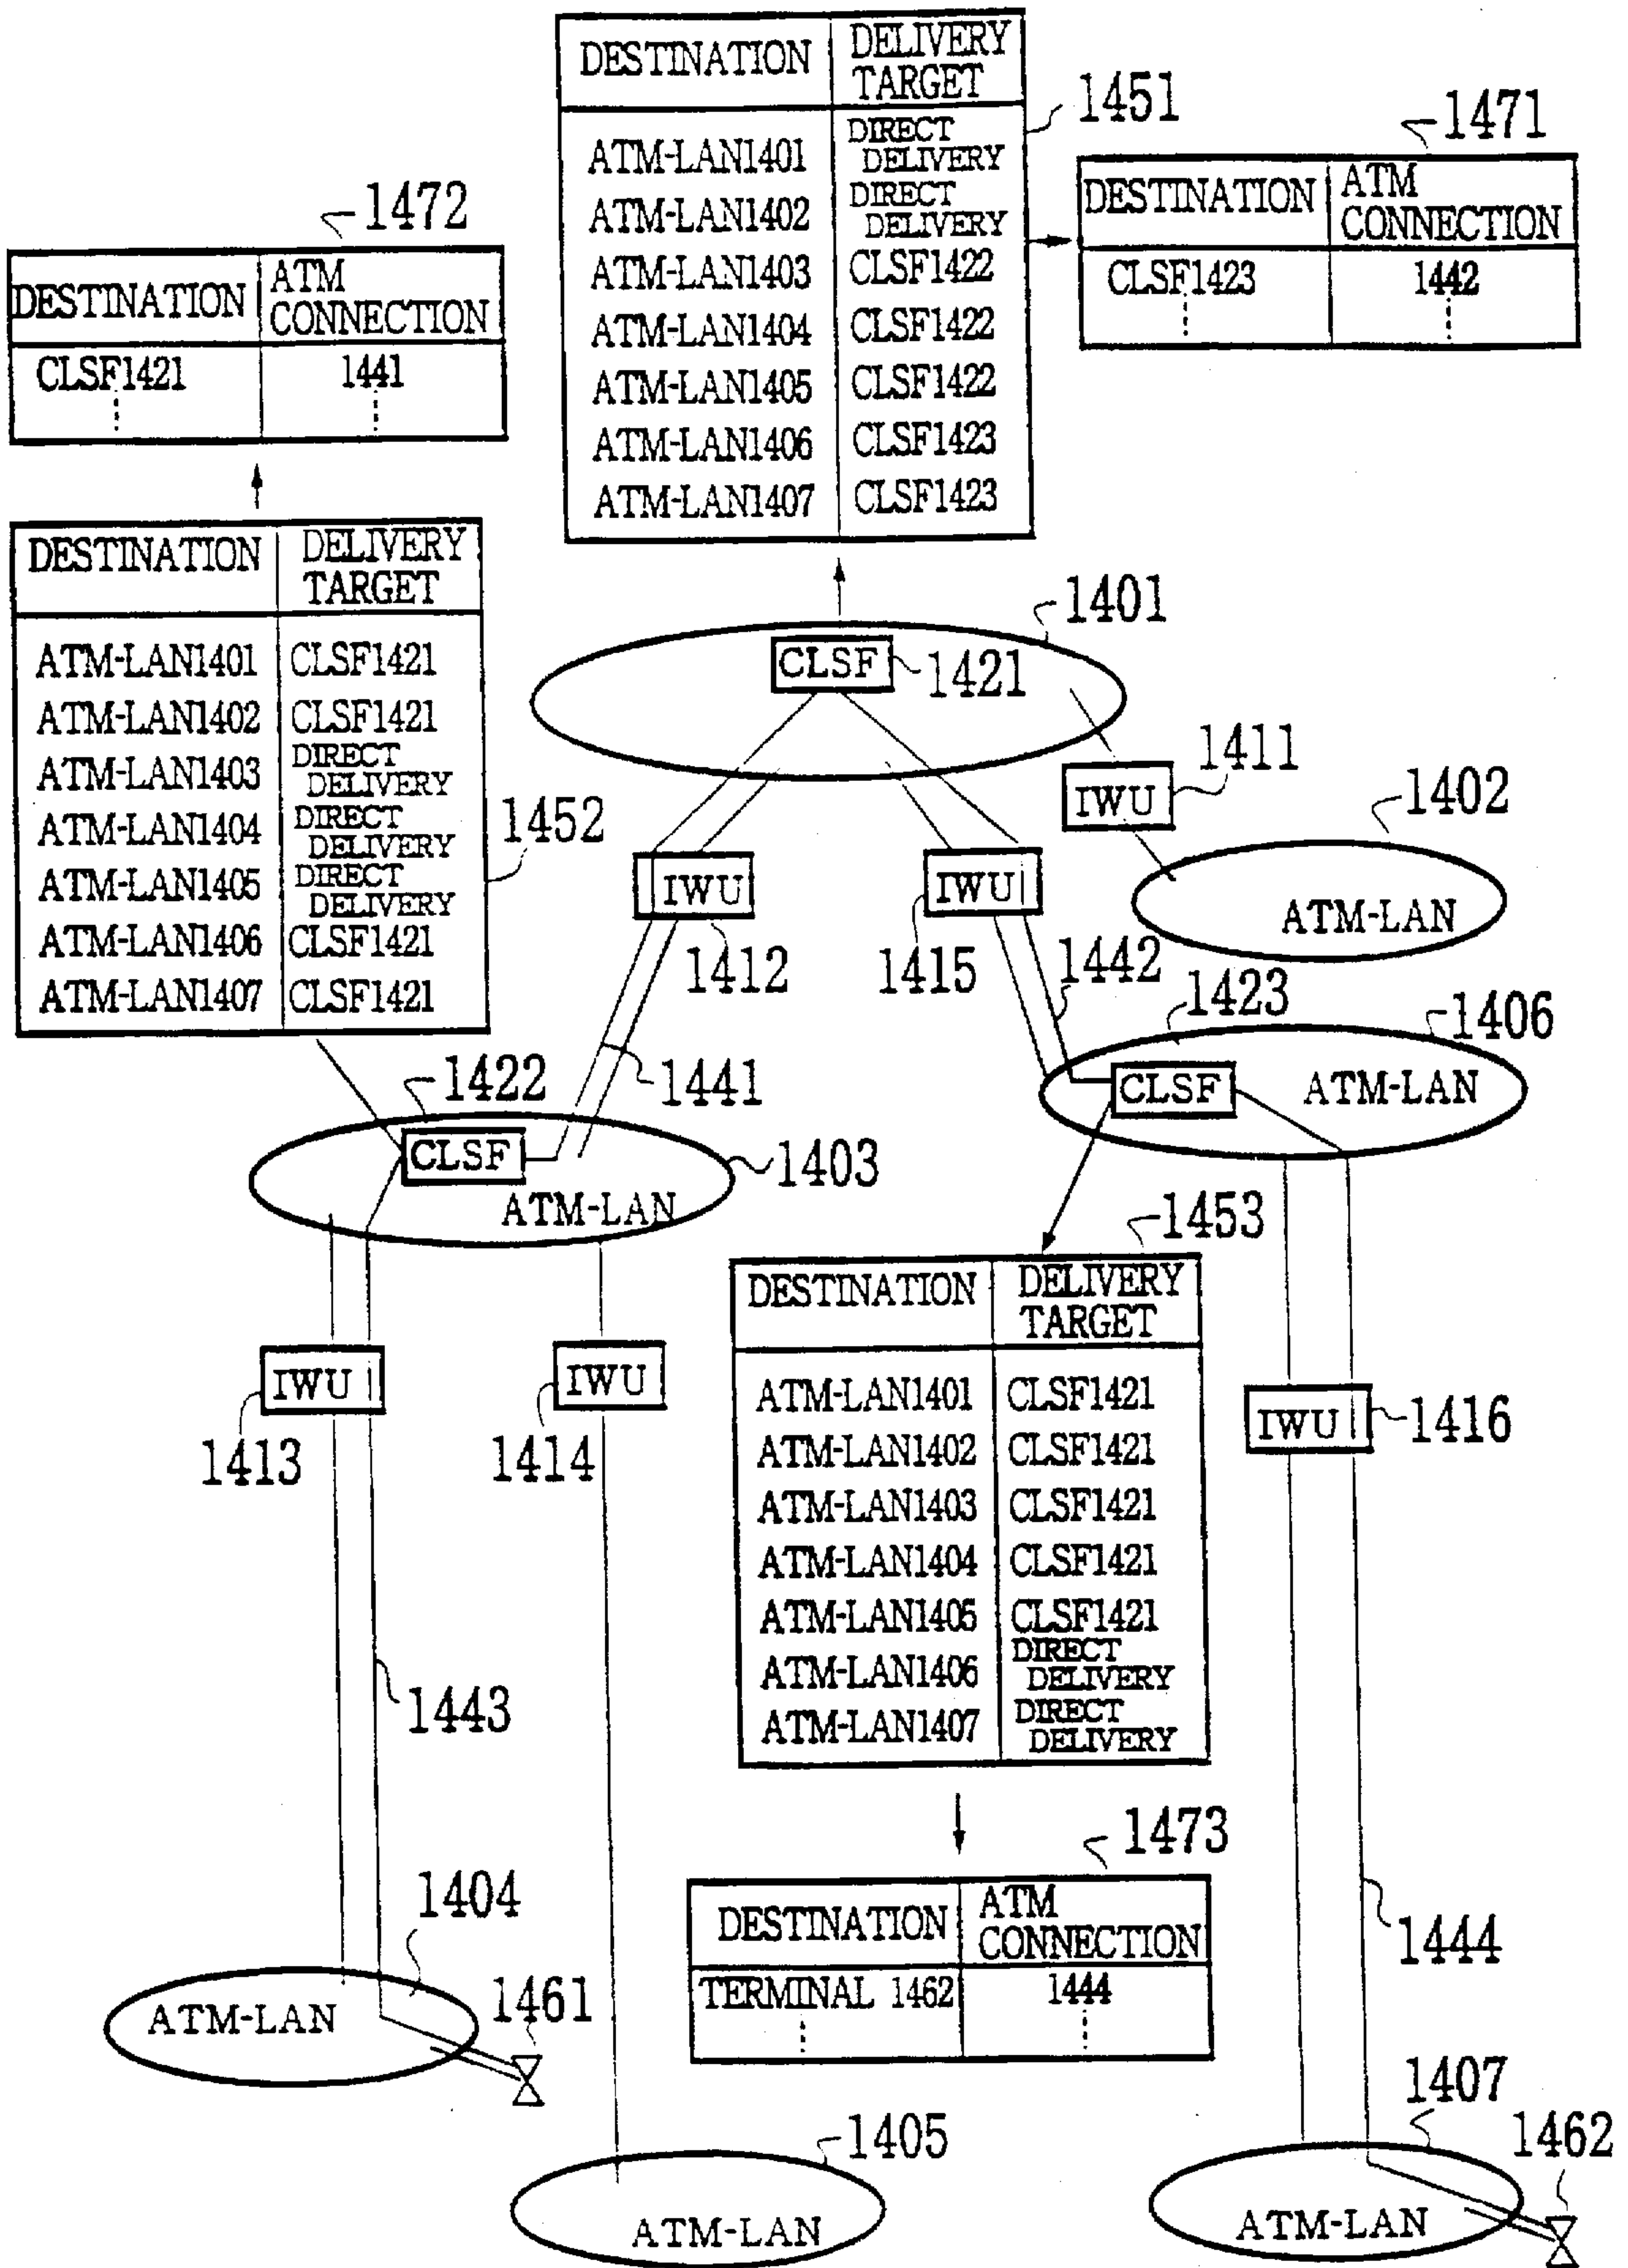 DESTINATION DELIVERY TARGET
ATM-LAN1401 DIRECT DELIVERY
ATM-LAN1402 DIRECT DELIVERY
ATM-LAN1403 CLSF1422
ATM-LAN1404 CLSF1422
ATM-LAN1405 CLSF1422
ATM-LAN1406 CLSF1423
ATM-LAN1407 CLSF1423
1451
1471
DESTINATION ATM CONNECTION
CLSF1423 1442
1472
DESTINATION ATM CONNECTION
CLSF1421 1441
DESTINATION DELIVERY TARGET
ATM-LAN1401 CLSF1421
ATM-LAN1402 CLSF1421
ATM-LAN1403 DIRECT DELIVERY
ATM-LAN1404 DIRECT DELIVERY
ATM-LAN1405 DIRECT DELIVERY
ATM-LAN1406 CLSF1421
ATM-LAN1407 CLSF1421
1452
1401
CLSF
1421
1411
IWU
1402
ATM-LAN
IWU
1412
IWU
1415
1442
1423
1406
CLSF
ATM-LAN
1441
1422
CLSF
1403
ATM-LAN
1453
DESTINATION DELIVERY TARGET
ATM-LAN1401 CLSF1421
ATM-LAN1402 CLSF1421
ATM-LAN1403 CLSF1421
ATM-LAN1404 CLSF1421
ATM-LAN1405 CLSF1421
ATM-LAN1406 DIRECT DELIVERY
ATM-LAN1407 DIRECT DELIVERY
IWU
1413
IWU
1414
IWU
1416
1443
1473
DESTINATION ATM CONNECTION
TERMINAL 1462 1444
1444
1404
ATM-LAN
1461
1405
ATM-LAN
1407
1462
ATM-LAN